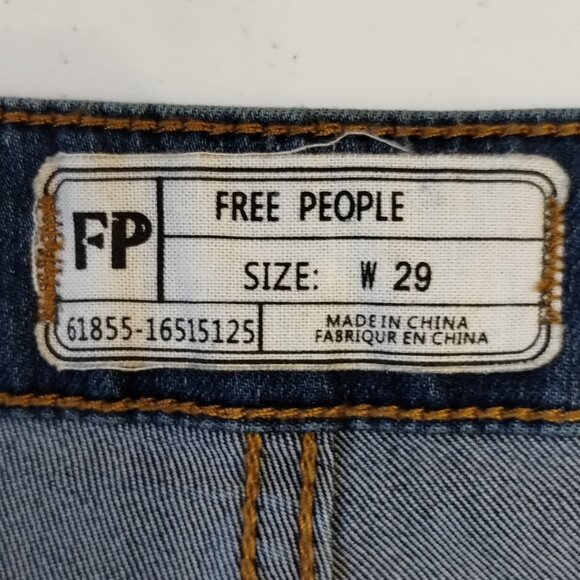 FP
FREE PEOPLE
SIZE: W 29
61855-16515125
MADE IN CHINA
FABRIQUR EN CHINA